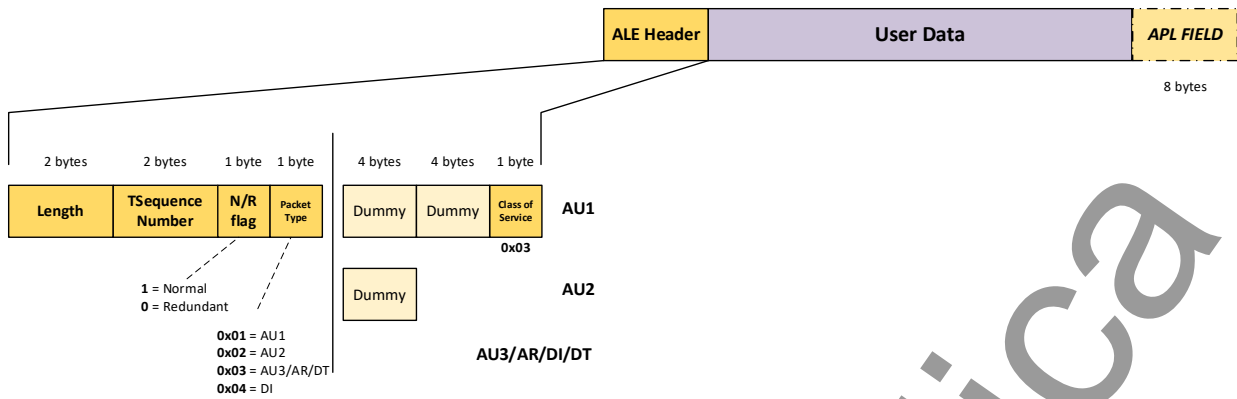 ALE Header User Data APL FIELD
8 bytes
2 bytes 2 bytes 1 byte 1 byte 4 bytes 4 bytes 1 byte
Length TSequence Number N/R flag Packet Type Dummy Dummy Class of Service AU1
0x03
1 = Normal
0 = Redundant
Dummy AU2
0x01 = AU1
0x02 = AU2
0x03 = AU3/AR/DT
0x04 = DI
AU3/AR/DI/DT
ica